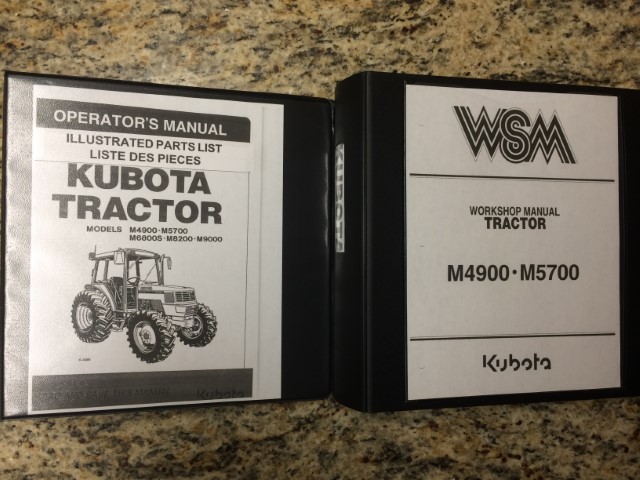 OPERATOR'S MANUAL
ILLUSTRATED PARTS LIST
LISTE DES PIECES
KUBOTA
TRACTOR
MODELS M4900·M5700
M6800S·M8200·M9000
Kubota
KUBOTA
WSM
WORKSHOP MANUAL
TRACTOR
M4900·M5700
Kubota